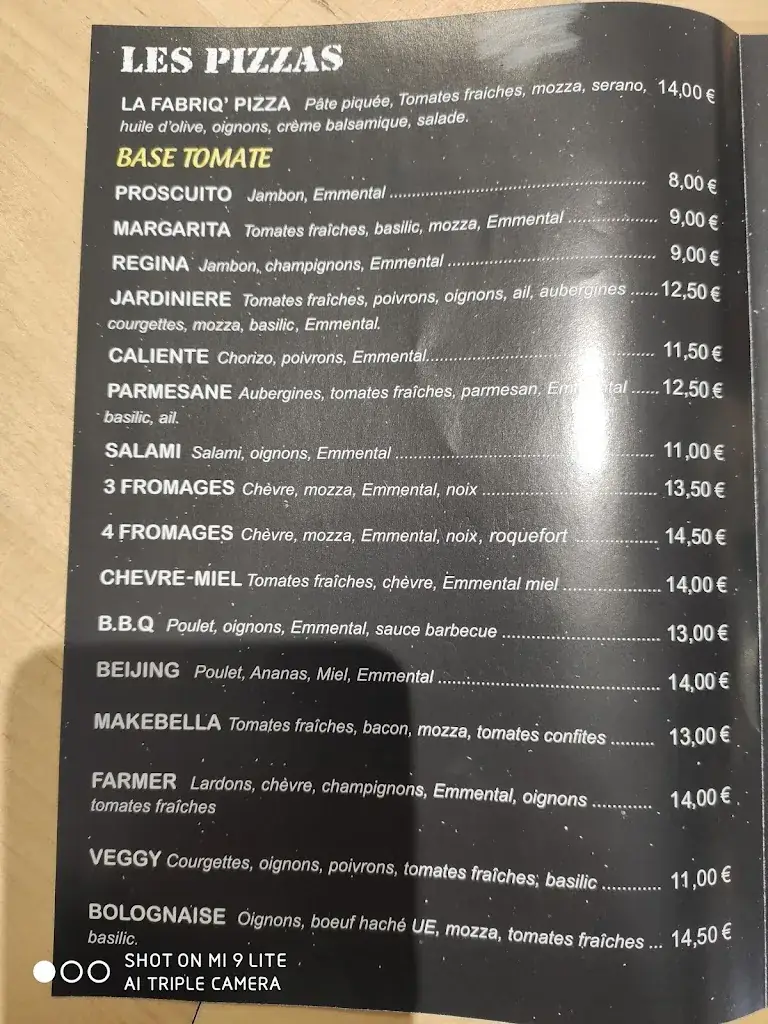 LES PIZZAS
LA FABRIQ' PIZZA Pâte piquée, Tomates fraiches, mozza, serano, 14,00 €
huile d'olive, oignons, crème balsamique, salade.
BASE TOMATE
PROSCUITO Jambon, Emmental ........ 8,00 €
MARGARITA Tomates fraîches, basilic, mozza, Emmental ........ 9,00 €
REGINA Jambon, champignons, Emmental ........ 9,00 €
JARDINIERE Tomates fraîches, poivrons, oignons, ail, aubergines ...... 12,50 €
courgettes, mozza, basilic, Emmental.
CALIENTE Chorizo, poivrons, Emmental........ 11,50 €
PARMESANE Aubergines, tomates fraîches, parmesan, Emmental ...... 12,50 €
basilic, ail.
SALAMI Salami, oignons, Emmental ........ 11,00 €
3 FROMAGES Chèvre, mozza, Emmental, noix ........ 13,50 €
4 FROMAGES Chèvre, mozza, Emmental, noix, roquefort ........ 14,50 €
CHEVRE-MIEL Tomates fraîches, chèvre, Emmental miel ........ 14,00 €
B.B.Q Poulet, oignons, Emmental, sauce barbecue ........ 13,00 €
BEIJING Poulet, Ananas, Miel, Emmental ........ 14,00 €
MAKEBELLA Tomates fraîches, bacon, mozza, tomates confites ......... 13,00 €
FARMER Lardons, chèvre, champignons, Emmental, oignons ............ 14,00 €
tomates fraîches
VEGGY Courgettes, oignons, poivrons, tomates fraîches, basilic ............ 11,00 €
BOLOGNAISE Oignons, boeuf haché UE, mozza, tomates fraîches ... 14,50 €
basilic.
SHOT ON MI 9 LITE
AI TRIPLE CAMERA